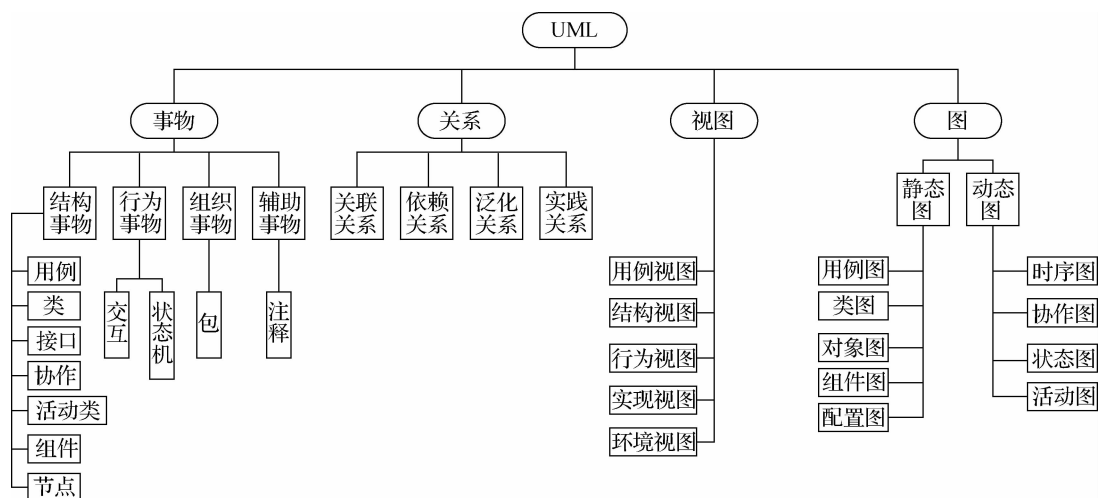 UML
事物
关系
视图
图
结构
事物
行为
事物
组织
事物
辅助
事物
关联
关系
依赖
关系
泛化
关系
实践
关系
静态
图
动态
图
用例
类
接口
协作
活动类
组件
节点
交互
状态机
包
注释
用例视图
结构视图
行为视图
实现视图
环境视图
用例图
类图
对象图
组件图
配置图
时序图
协作图
状态图
活动图